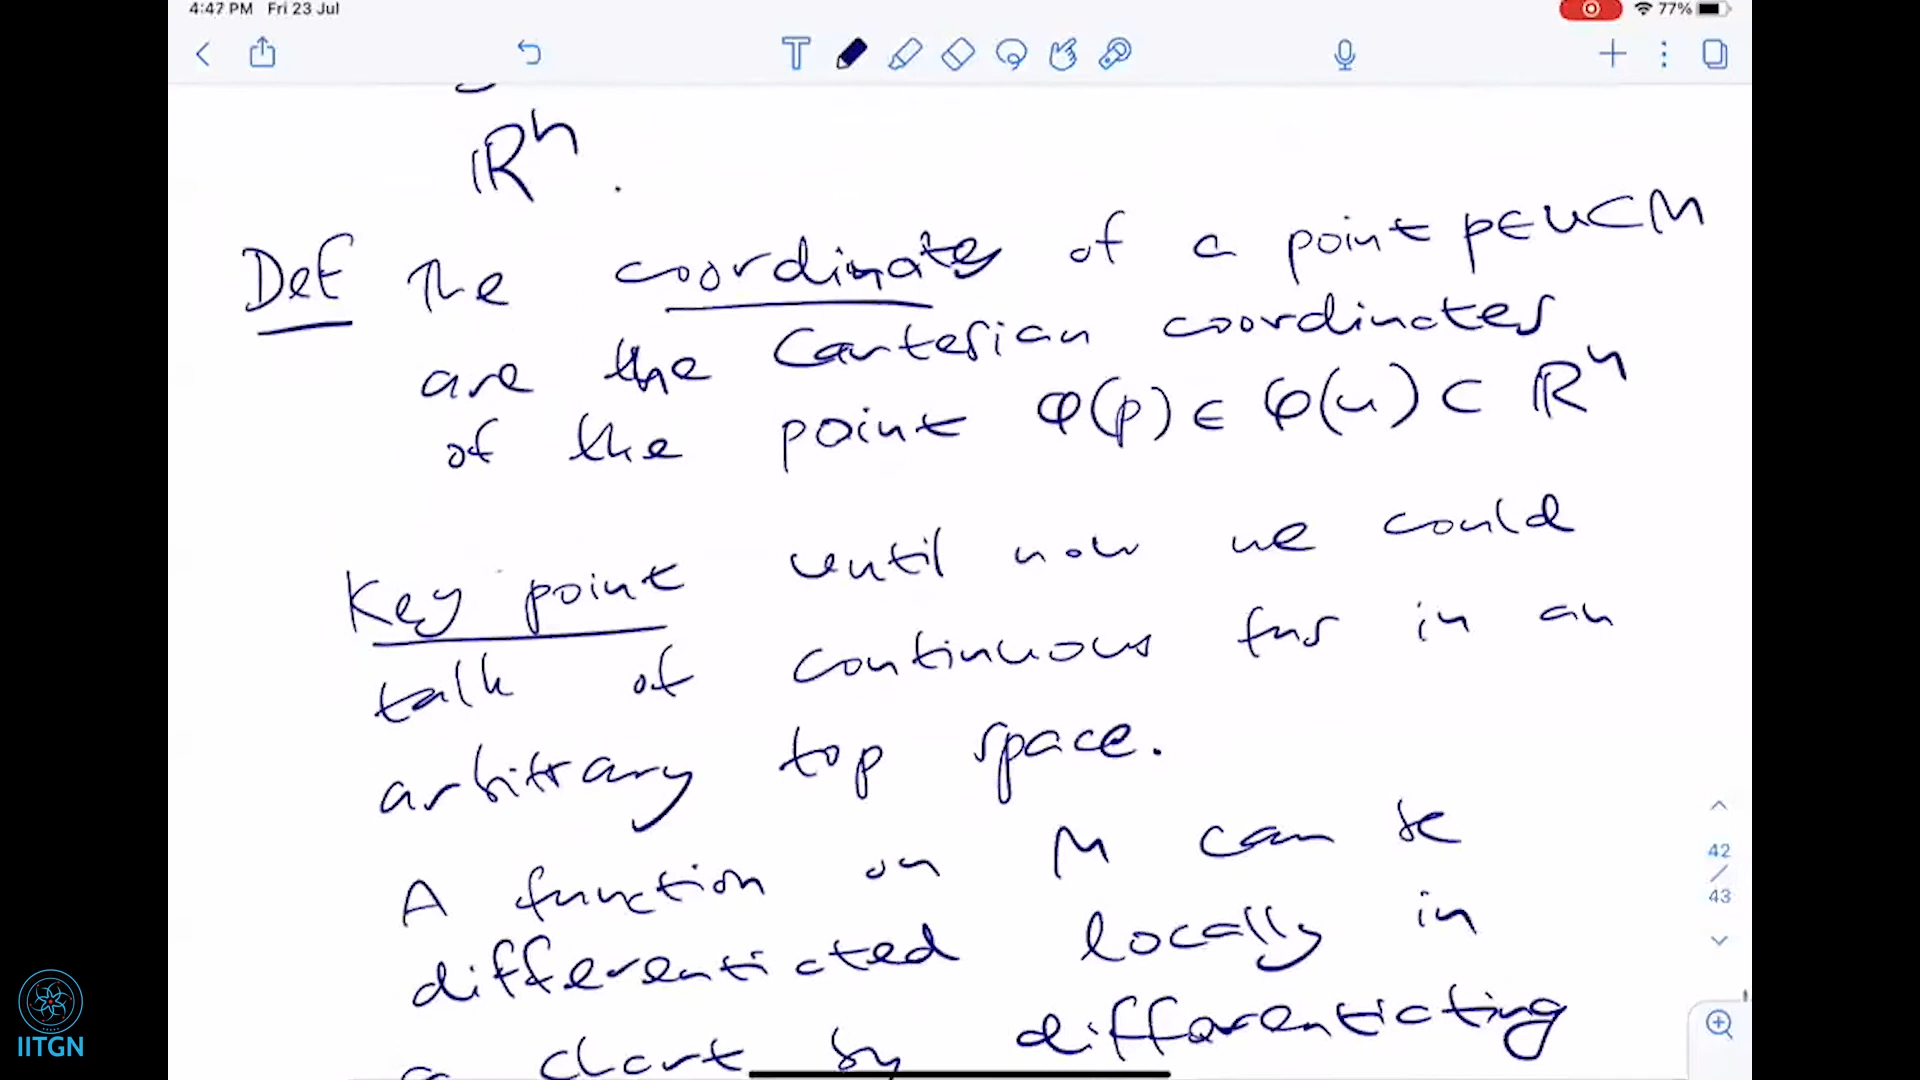 4:47 PM Fri 23 Jul
77%
ℝⁿ.
Def The coordinates of a point p∈U⊂M
are the Cartesian coordinates
of the point φ(p) ∈ φ(U) ⊂ ℝⁿ
Key point until now we could
talk of continuous fns in an
arbitrary top space.
A function on M can be
differentiated locally in
a chart by differentiating
42
/
43
IITGN